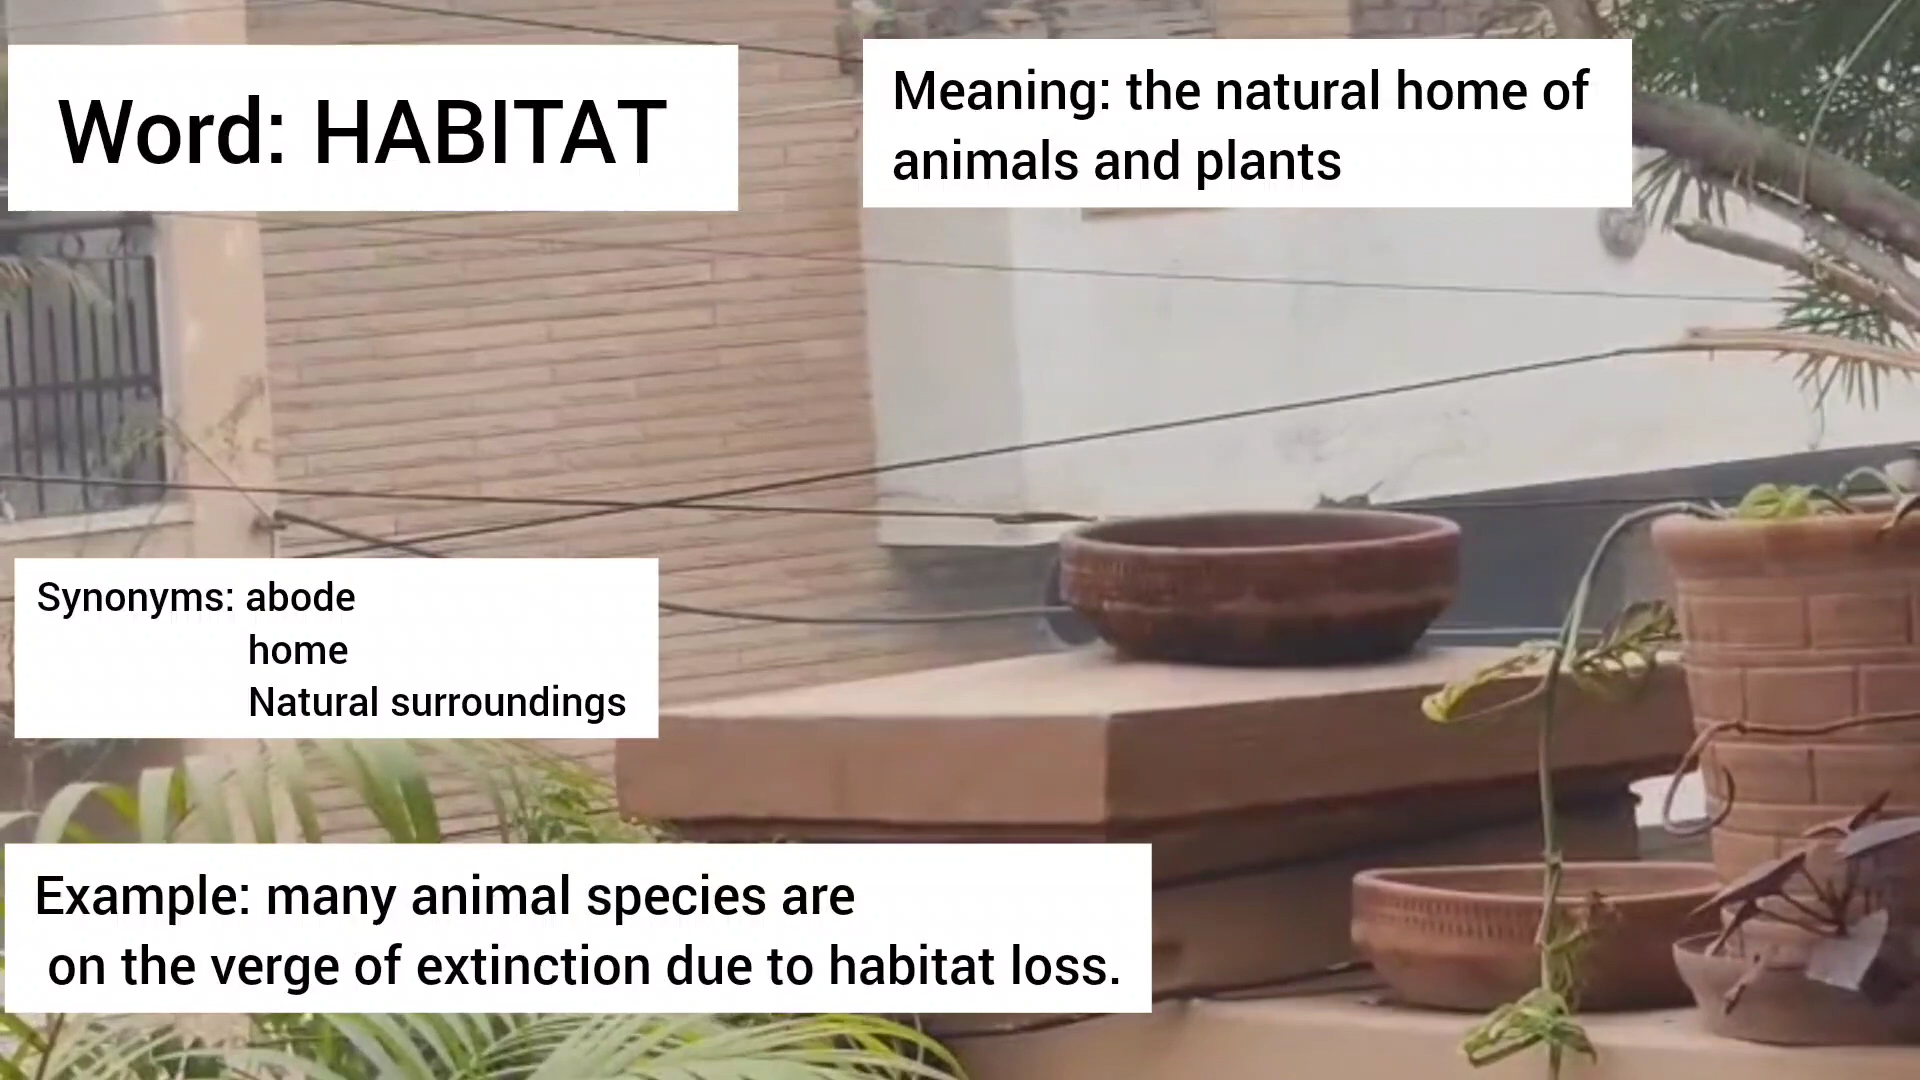 Word: HABITAT
Meaning: the natural home of
animals and plants
Synonyms: abode
home
Natural surroundings
Example: many animal species are
on the verge of extinction due to habitat loss.